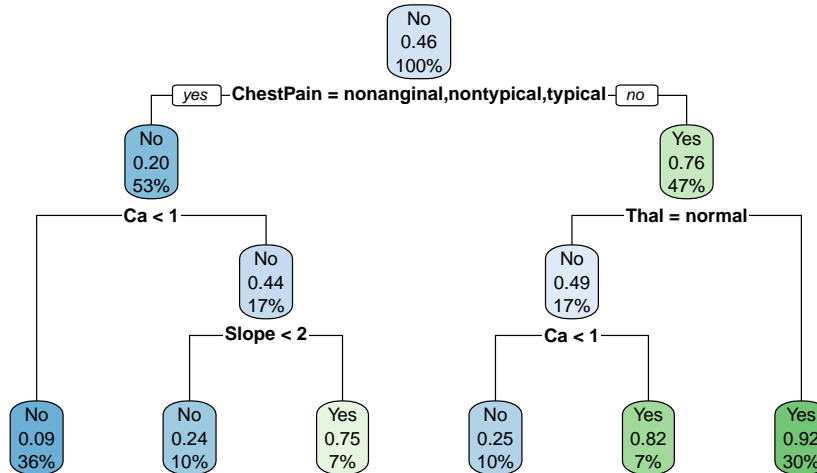 No
0.46
100%
yes ChestPain = nonanginal,nontypical,typical no
No
0.20
53%
Yes
0.76
47%
Ca < 1
Thal = normal
No
0.44
17%
No
0.49
17%
Slope < 2
Ca < 1
No
0.09
36%
No
0.24
10%
Yes
0.75
7%
No
0.25
10%
Yes
0.82
7%
Yes
0.92
30%